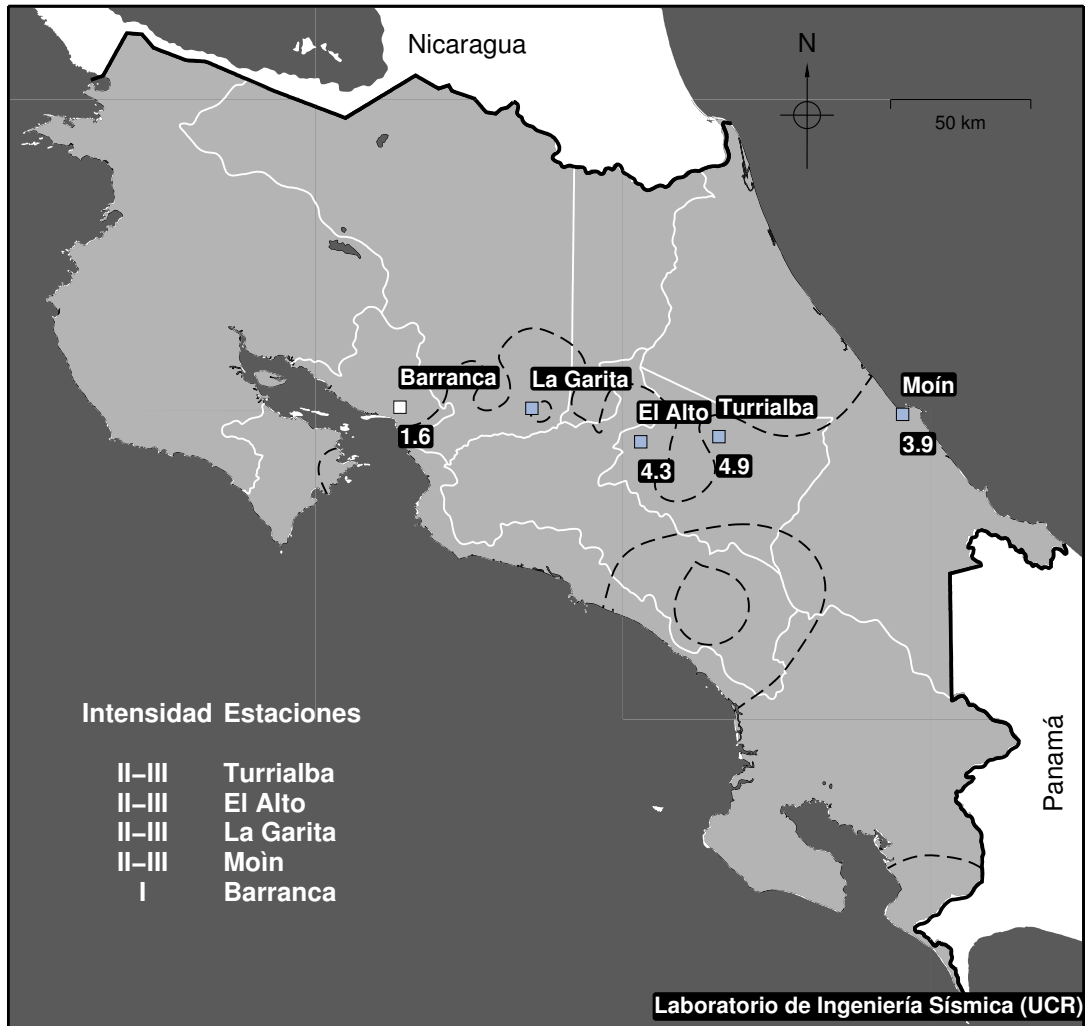 Nicaragua
N
50 km
Barranca
La Garita
Moín
El Alto
Turrialba
1.6
3.9
4.3
4.9
Intensidad Estaciones
II–III Turrialba
II–III El Alto
II–III La Garita
II–III Moìn
I Barranca
Panamá
Laboratorio de Ingeniería Sísmica (UCR)